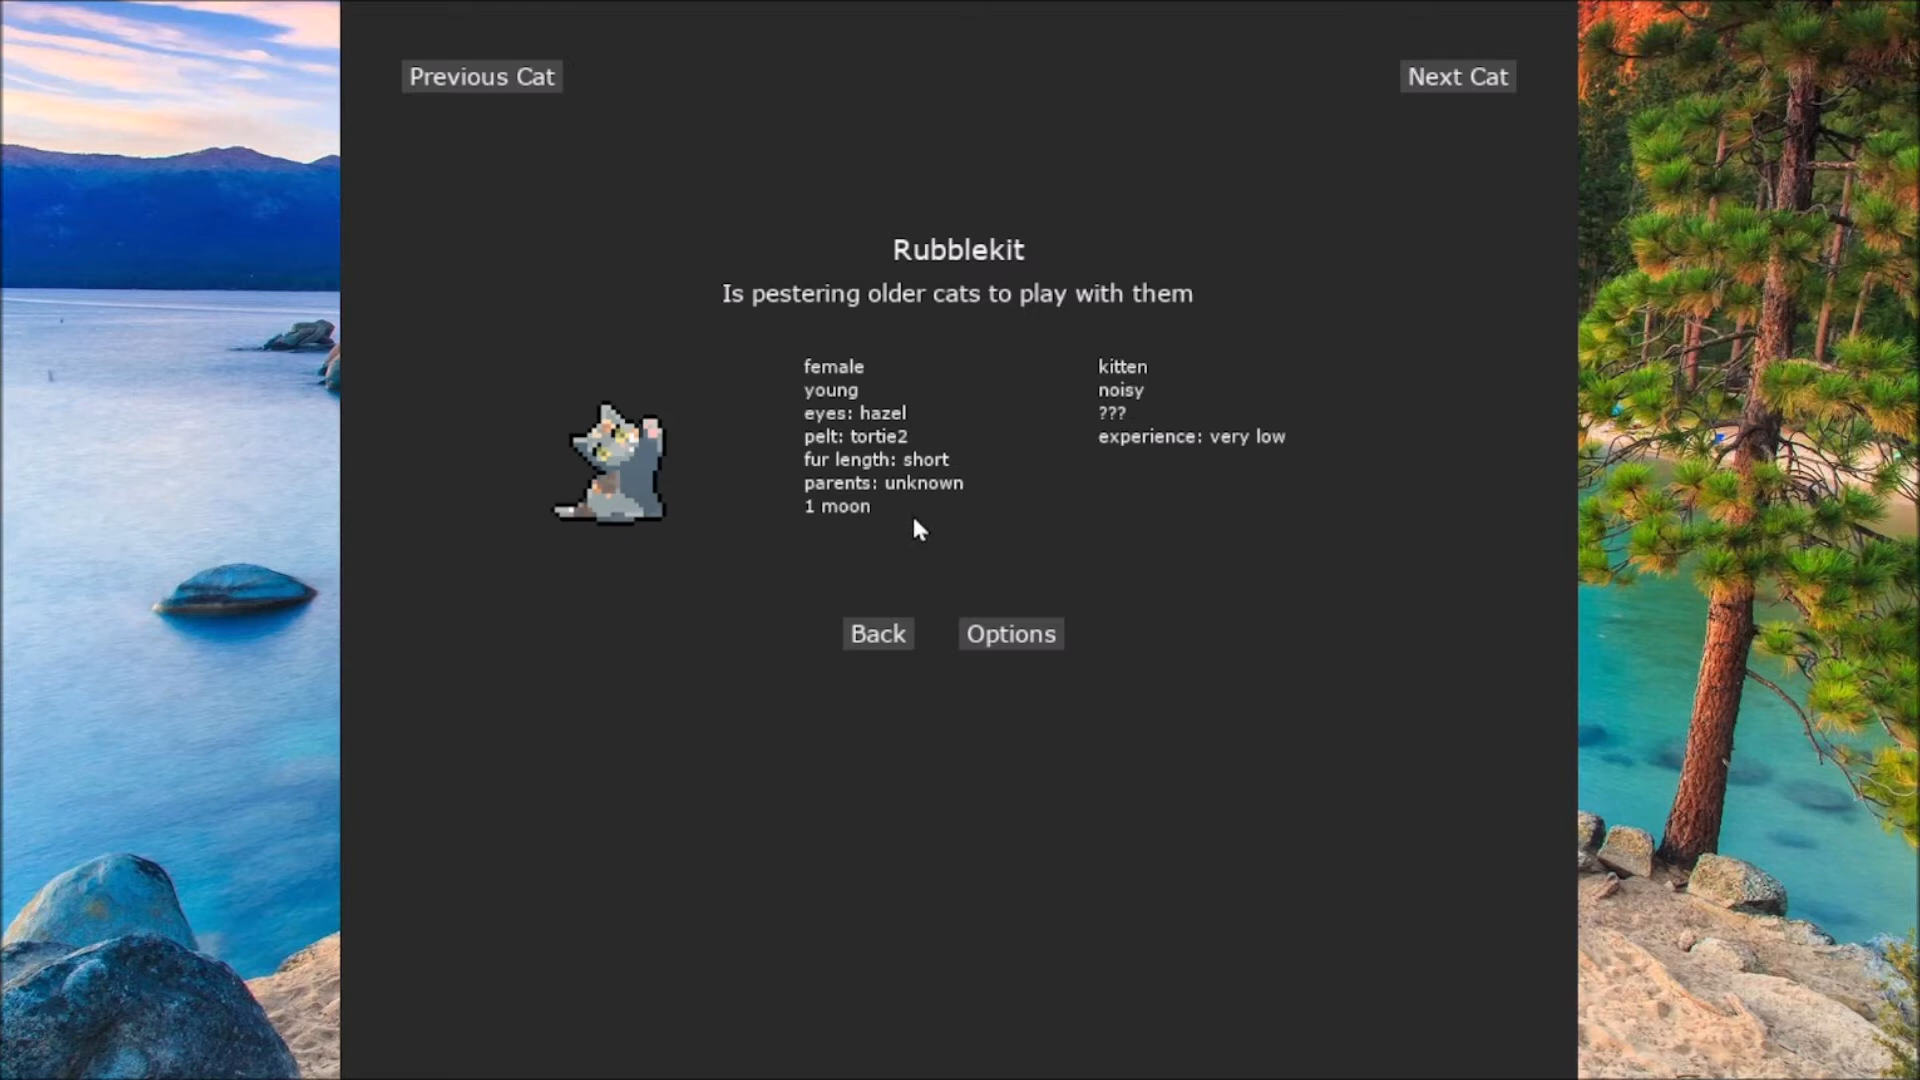 Previous Cat
Next Cat
Rubblekit
Is pestering older cats to play with them
female
young
eyes: hazel
pelt: tortie2
fur length: short
parents: unknown
1 moon
kitten
noisy
???
experience: very low
Back
Options